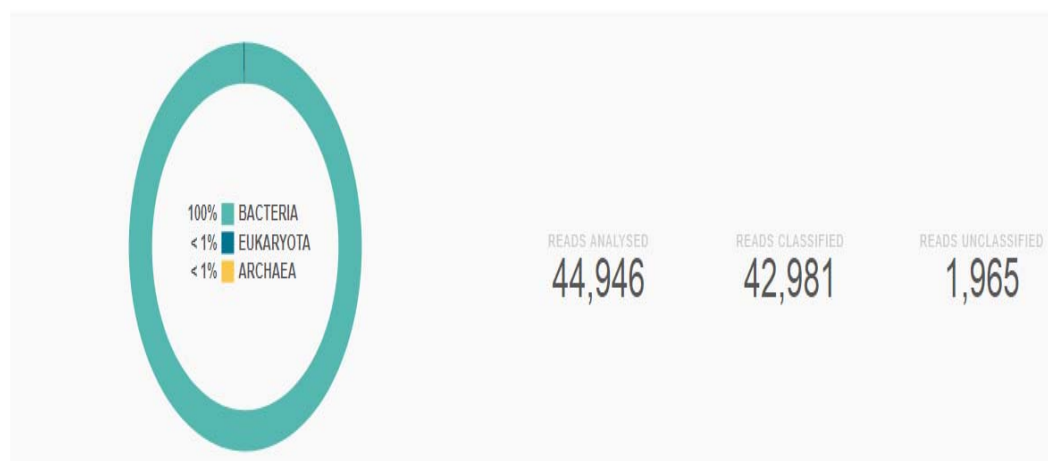 100% BACTERIA
< 1% EUKARYOTA
< 1% ARCHAEA
READS ANALYSED
44,946
READS CLASSIFIED
42,981
READS UNCLASSIFIED
1,965